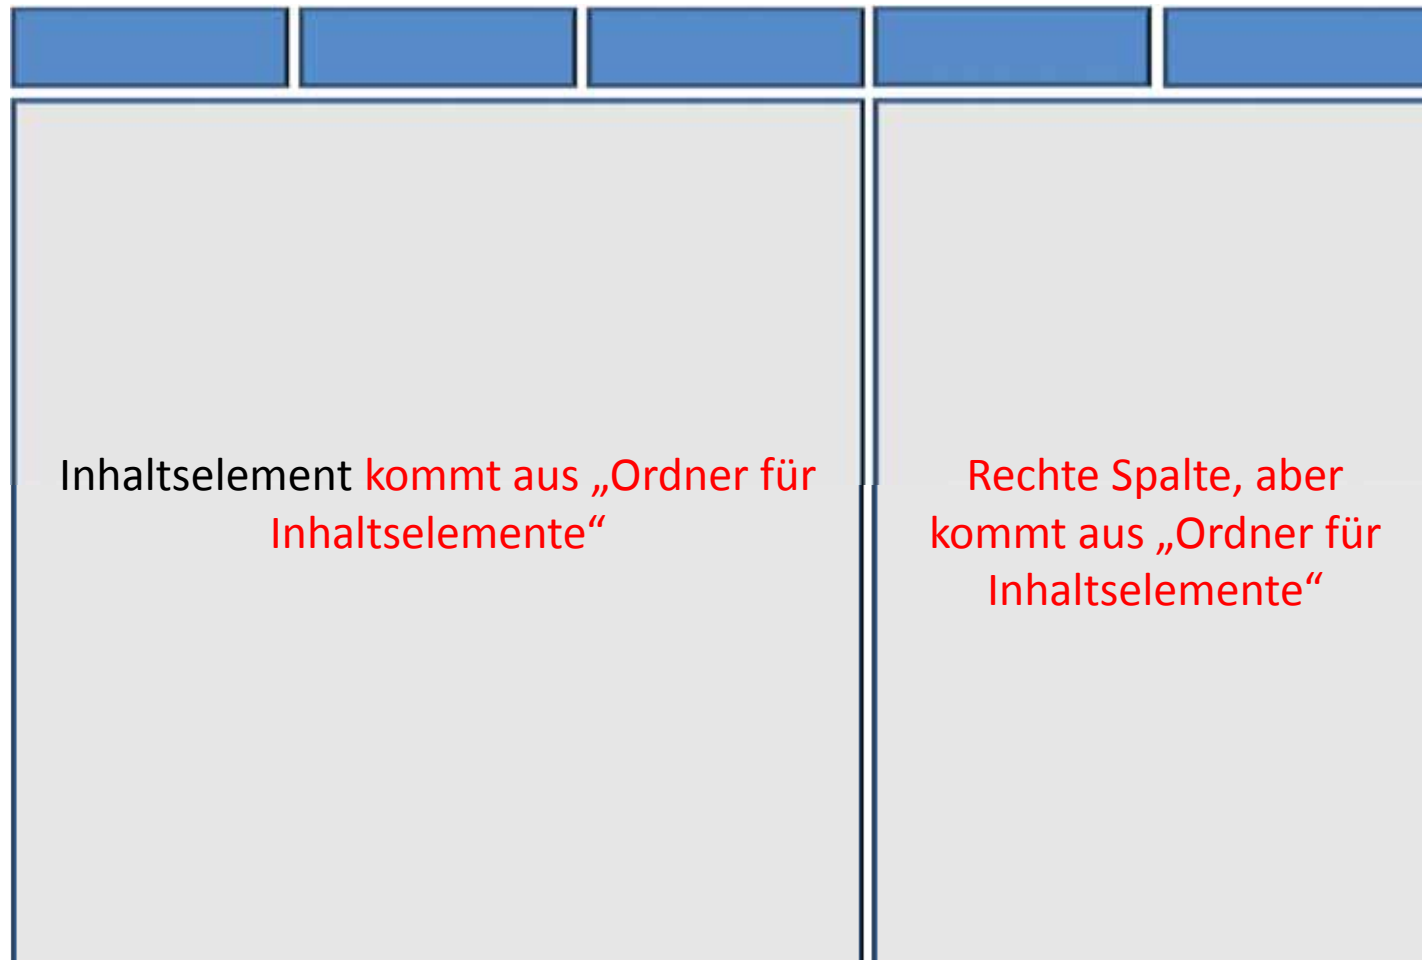 Inhaltselement kommt aus „Ordner für
Inhaltselemente“
Rechte Spalte, aber
kommt aus „Ordner für
Inhaltselemente“